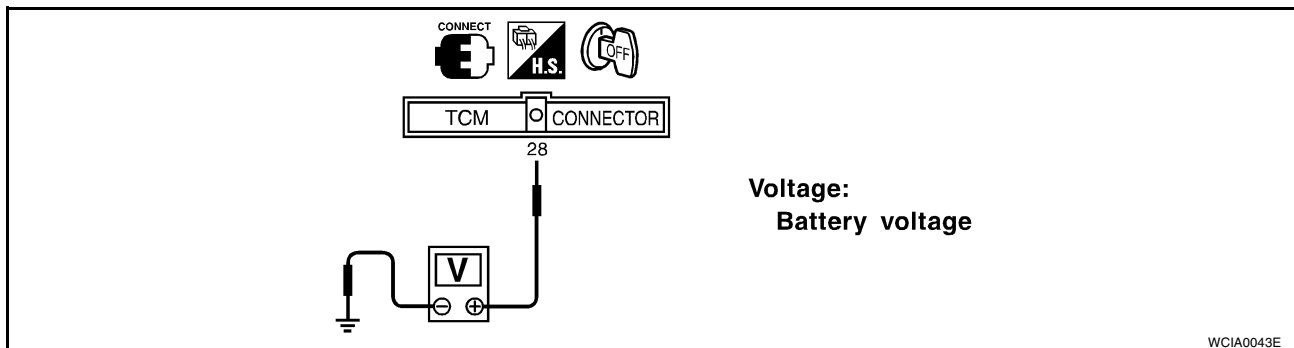 CONNECT
H.S.
OFF
TCM CONNECTOR
28
Voltage:
Battery voltage
V
WCIA0043E